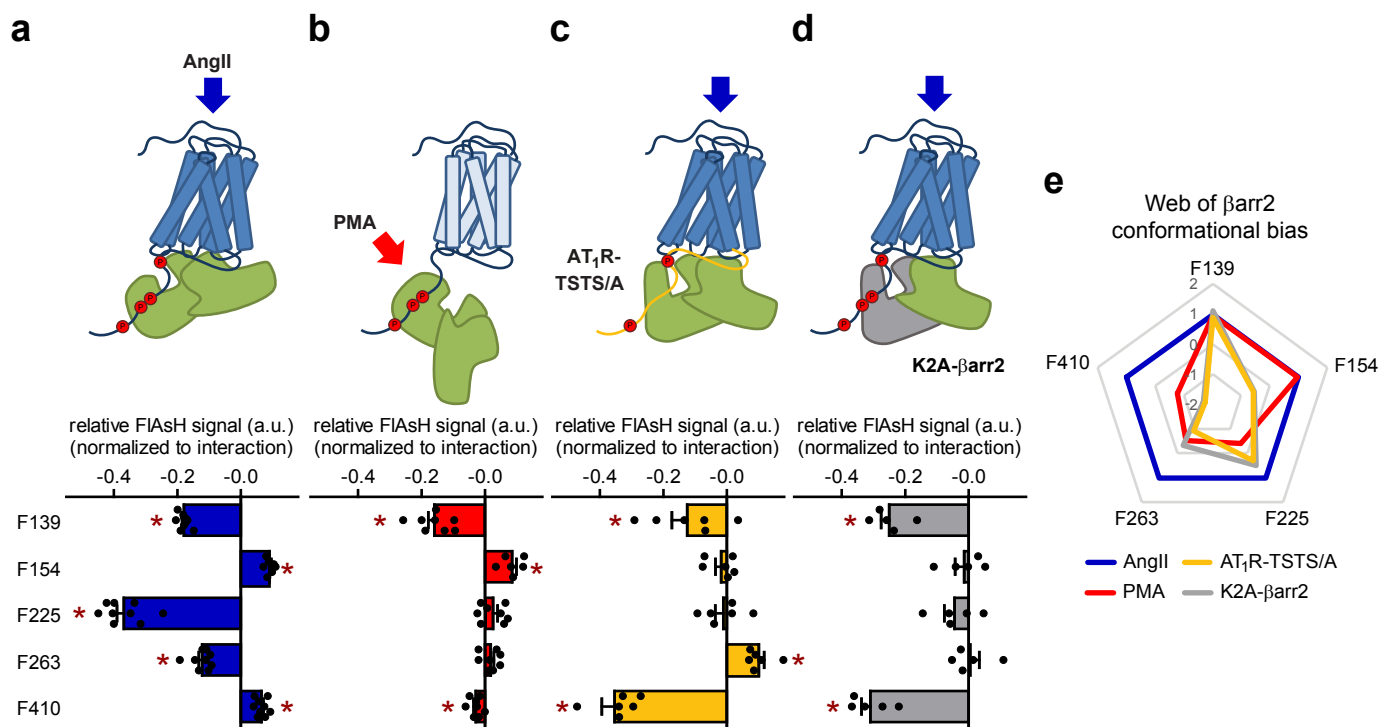 a
b
c
d
AngII
PMA
AT1R-
TSTS/A
K2A-βarr2
P P P P
P P P P
P P
P P P P
relative FlAsH signal (a.u.)
(normalized to interaction)
-0.4 -0.2 -0.0
F139 *
F154 *
F225 *
F263 *
F410 *
relative FlAsH signal (a.u.)
(normalized to interaction)
-0.4 -0.2 -0.0
*
*
*
relative FlAsH signal (a.u.)
(normalized to interaction)
-0.4 -0.2 -0.0
*
*
*
relative FlAsH signal (a.u.)
(normalized to interaction)
-0.4 -0.2 -0.0
*
*
e
Web of βarr2
conformational bias
F139
2
1
0
1
-2
F410
F154
F263
F225
AngII
AT1R-TSTS/A
PMA
K2A-βarr2